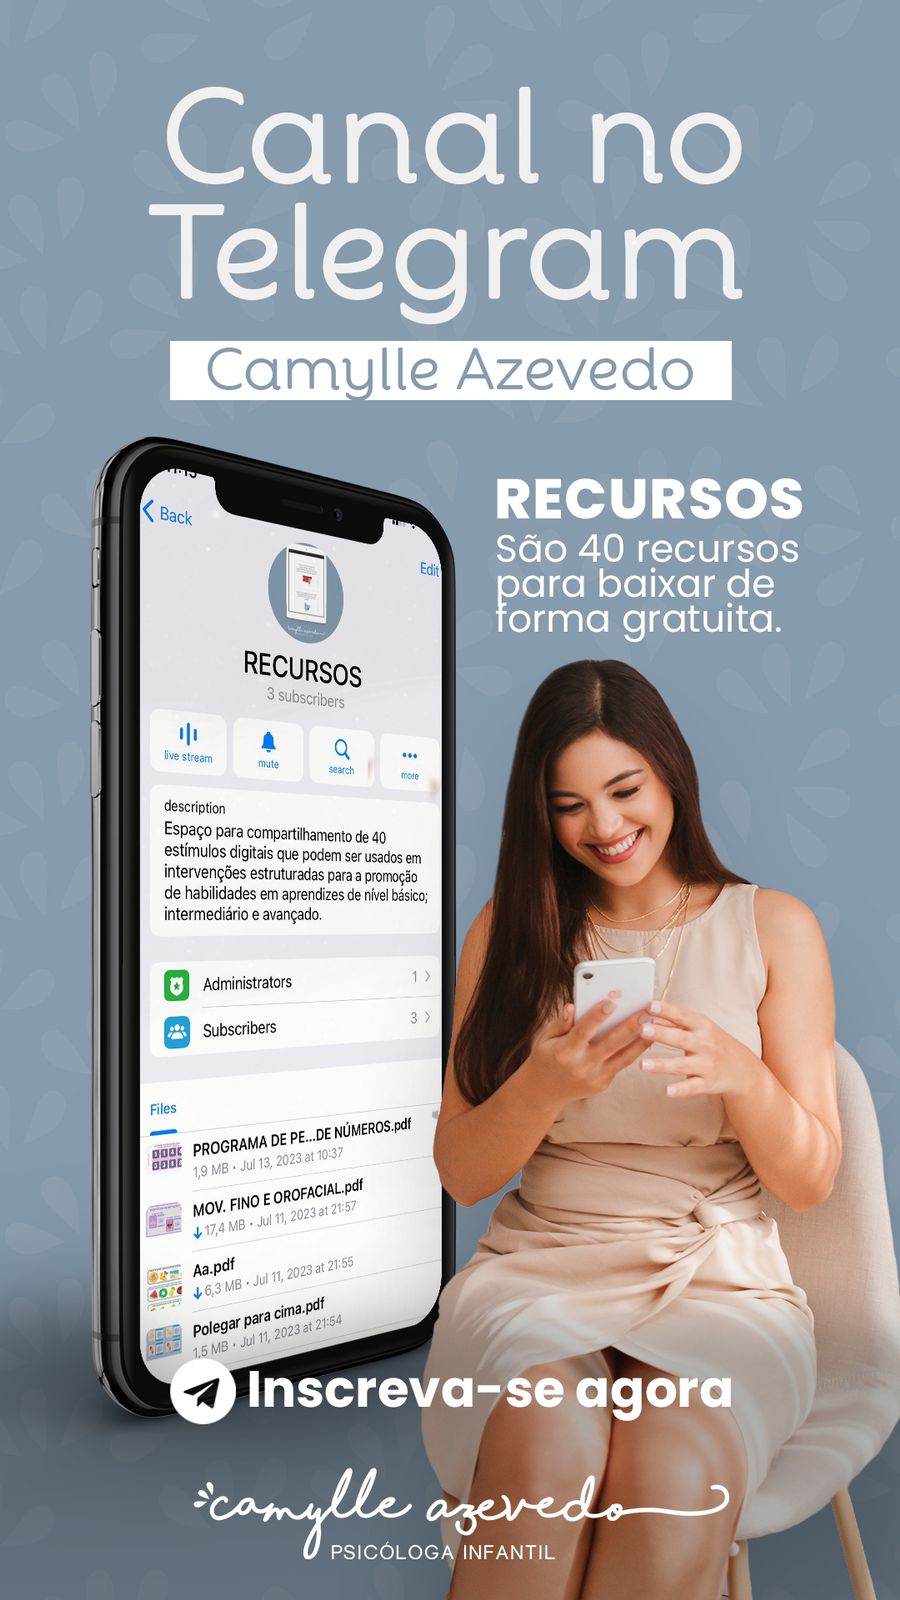 Canal no
Telegram
Camylle Azevedo
RECURSOS
São 40 recursos
para baixar de
forma gratuita.
Back
Edit
RECURSOS
3 subscribers
live stream
mute
search
more
description
Espaço para compartilhamento de 40
estímulos digitais que podem ser usados em
intervenções estruturadas para a promoção
de habilidades em aprendizes de nível básico;
intermediário e avançado.
Administrators 1
Subscribers 3
Files
PROGRAMA DE PE...DE NÚMEROS.pdf
1,9 MB • Jul 13, 2023 at 10:37
MOV. FINO E OROFACIAL.pdf
17,4 MB • Jul 11, 2023 at 21:57
Aa.pdf
6,3 MB • Jul 11, 2023 at 21:55
Polegar para cima.pdf
1,5 MB • Jul 11, 2023 at 21:54
Inscreva-se agora
camylle azevedo
PSICÓLOGA INFANTIL